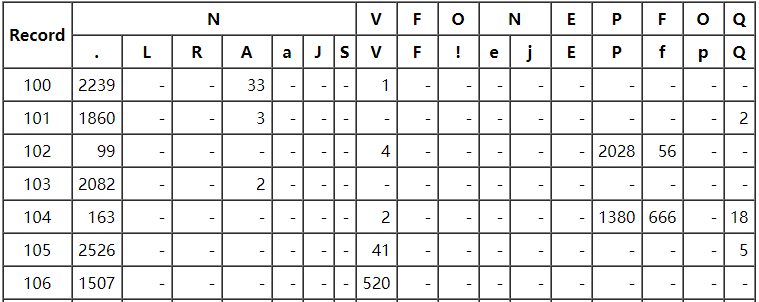 Record N V F O N E P F O Q
. L R A a J S V F ! e j E P f p Q
100 2239 - - 33 - - - 1 - - - - - - - - -
101 1860 - - 3 - - - - - - - - - - - - 2
102 99 - - - - - - 4 - - - - - 2028 56 - -
103 2082 - - 2 - - - - - - - - - - - - -
104 163 - - - - - - 2 - - - - - 1380 666 - 18
105 2526 - - - - - - 41 - - - - - - - - 5
106 1507 - - - - - - 520 - - - - - - - - -